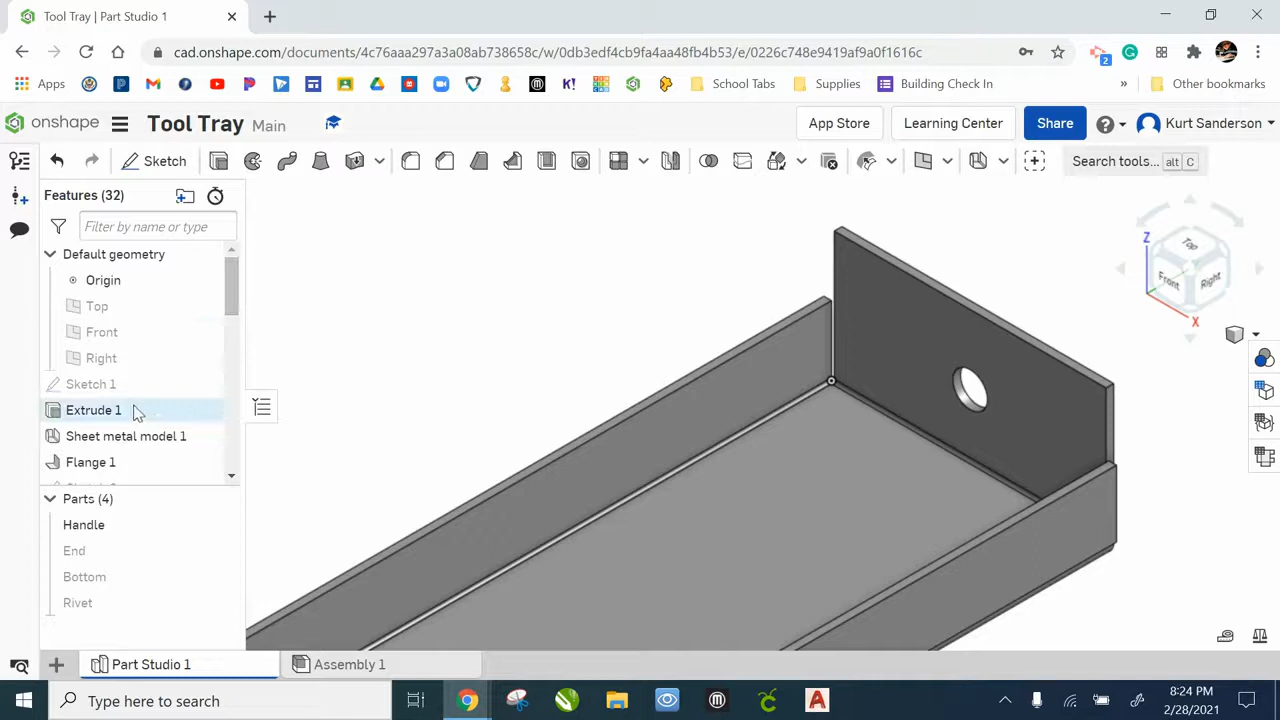 Tool Tray | Part Studio 1
cad.onshape.com/documents/4c76aaa297a3a08ab738658c/w/0db3edf4cb9fa4aa48fb4b53/e/0226c748e9419af9a0f1616c
2
Apps
K!
School Tabs
Supplies
Building Check In
»
Other bookmarks
onshape
Tool Tray
Main
App Store
Learning Center
Share
Kurt Sanderson
Sketch
Search tools... alt C
Features (32)
Filter by name or type
Default geometry
Origin
Top
Front
Right
Sketch 1
Extrude 1
Sheet metal model 1
Flange 1
Parts (4)
Handle
End
Bottom
Rivet
Z
Top
Front
Right
X
Part Studio 1
Assembly 1
Type here to search
8:24 PM
2/28/2021